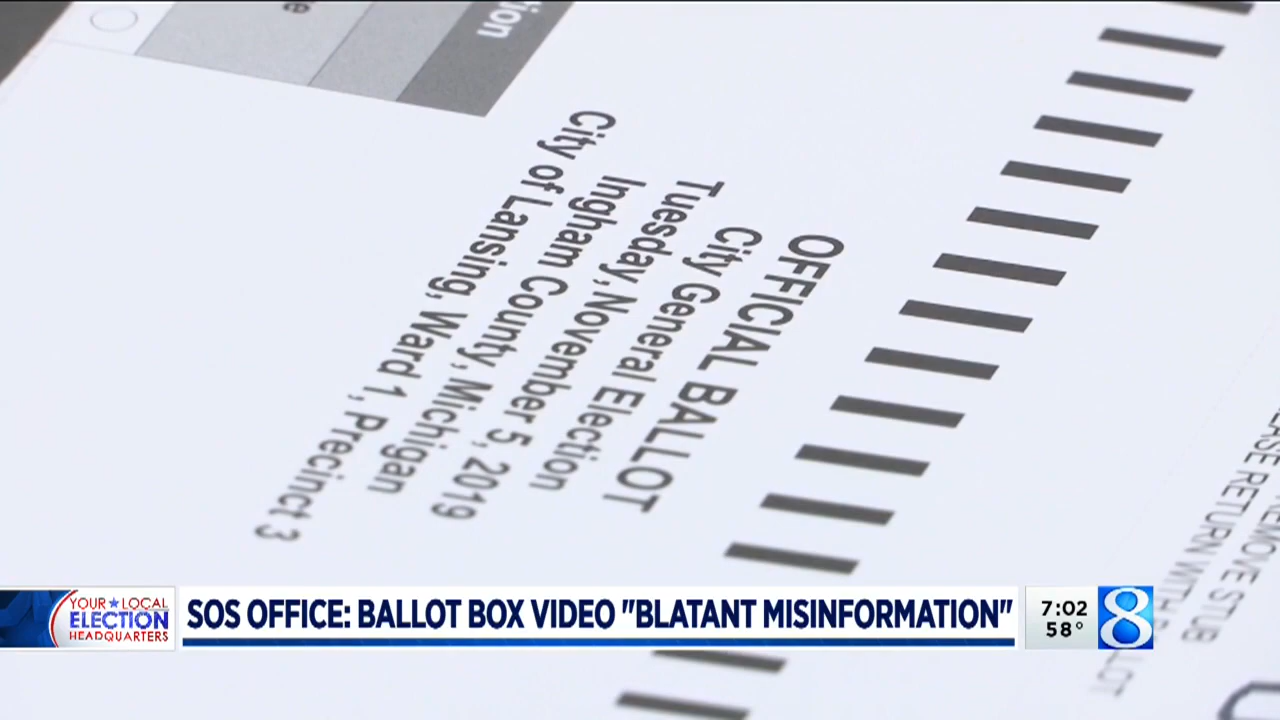 OFFICIAL BALLOT
City General Election
Tuesday, November 5, 2019
Ingham County, Michigan
City of Lansing, Ward 1, Precinct 3
REMOVE STUB
RETURN WITH
YOUR★LOCAL
ELECTION
HEADQUARTERS
SOS OFFICE: BALLOT BOX VIDEO "BLATANT MISINFORMATION"
7:02
58°
8